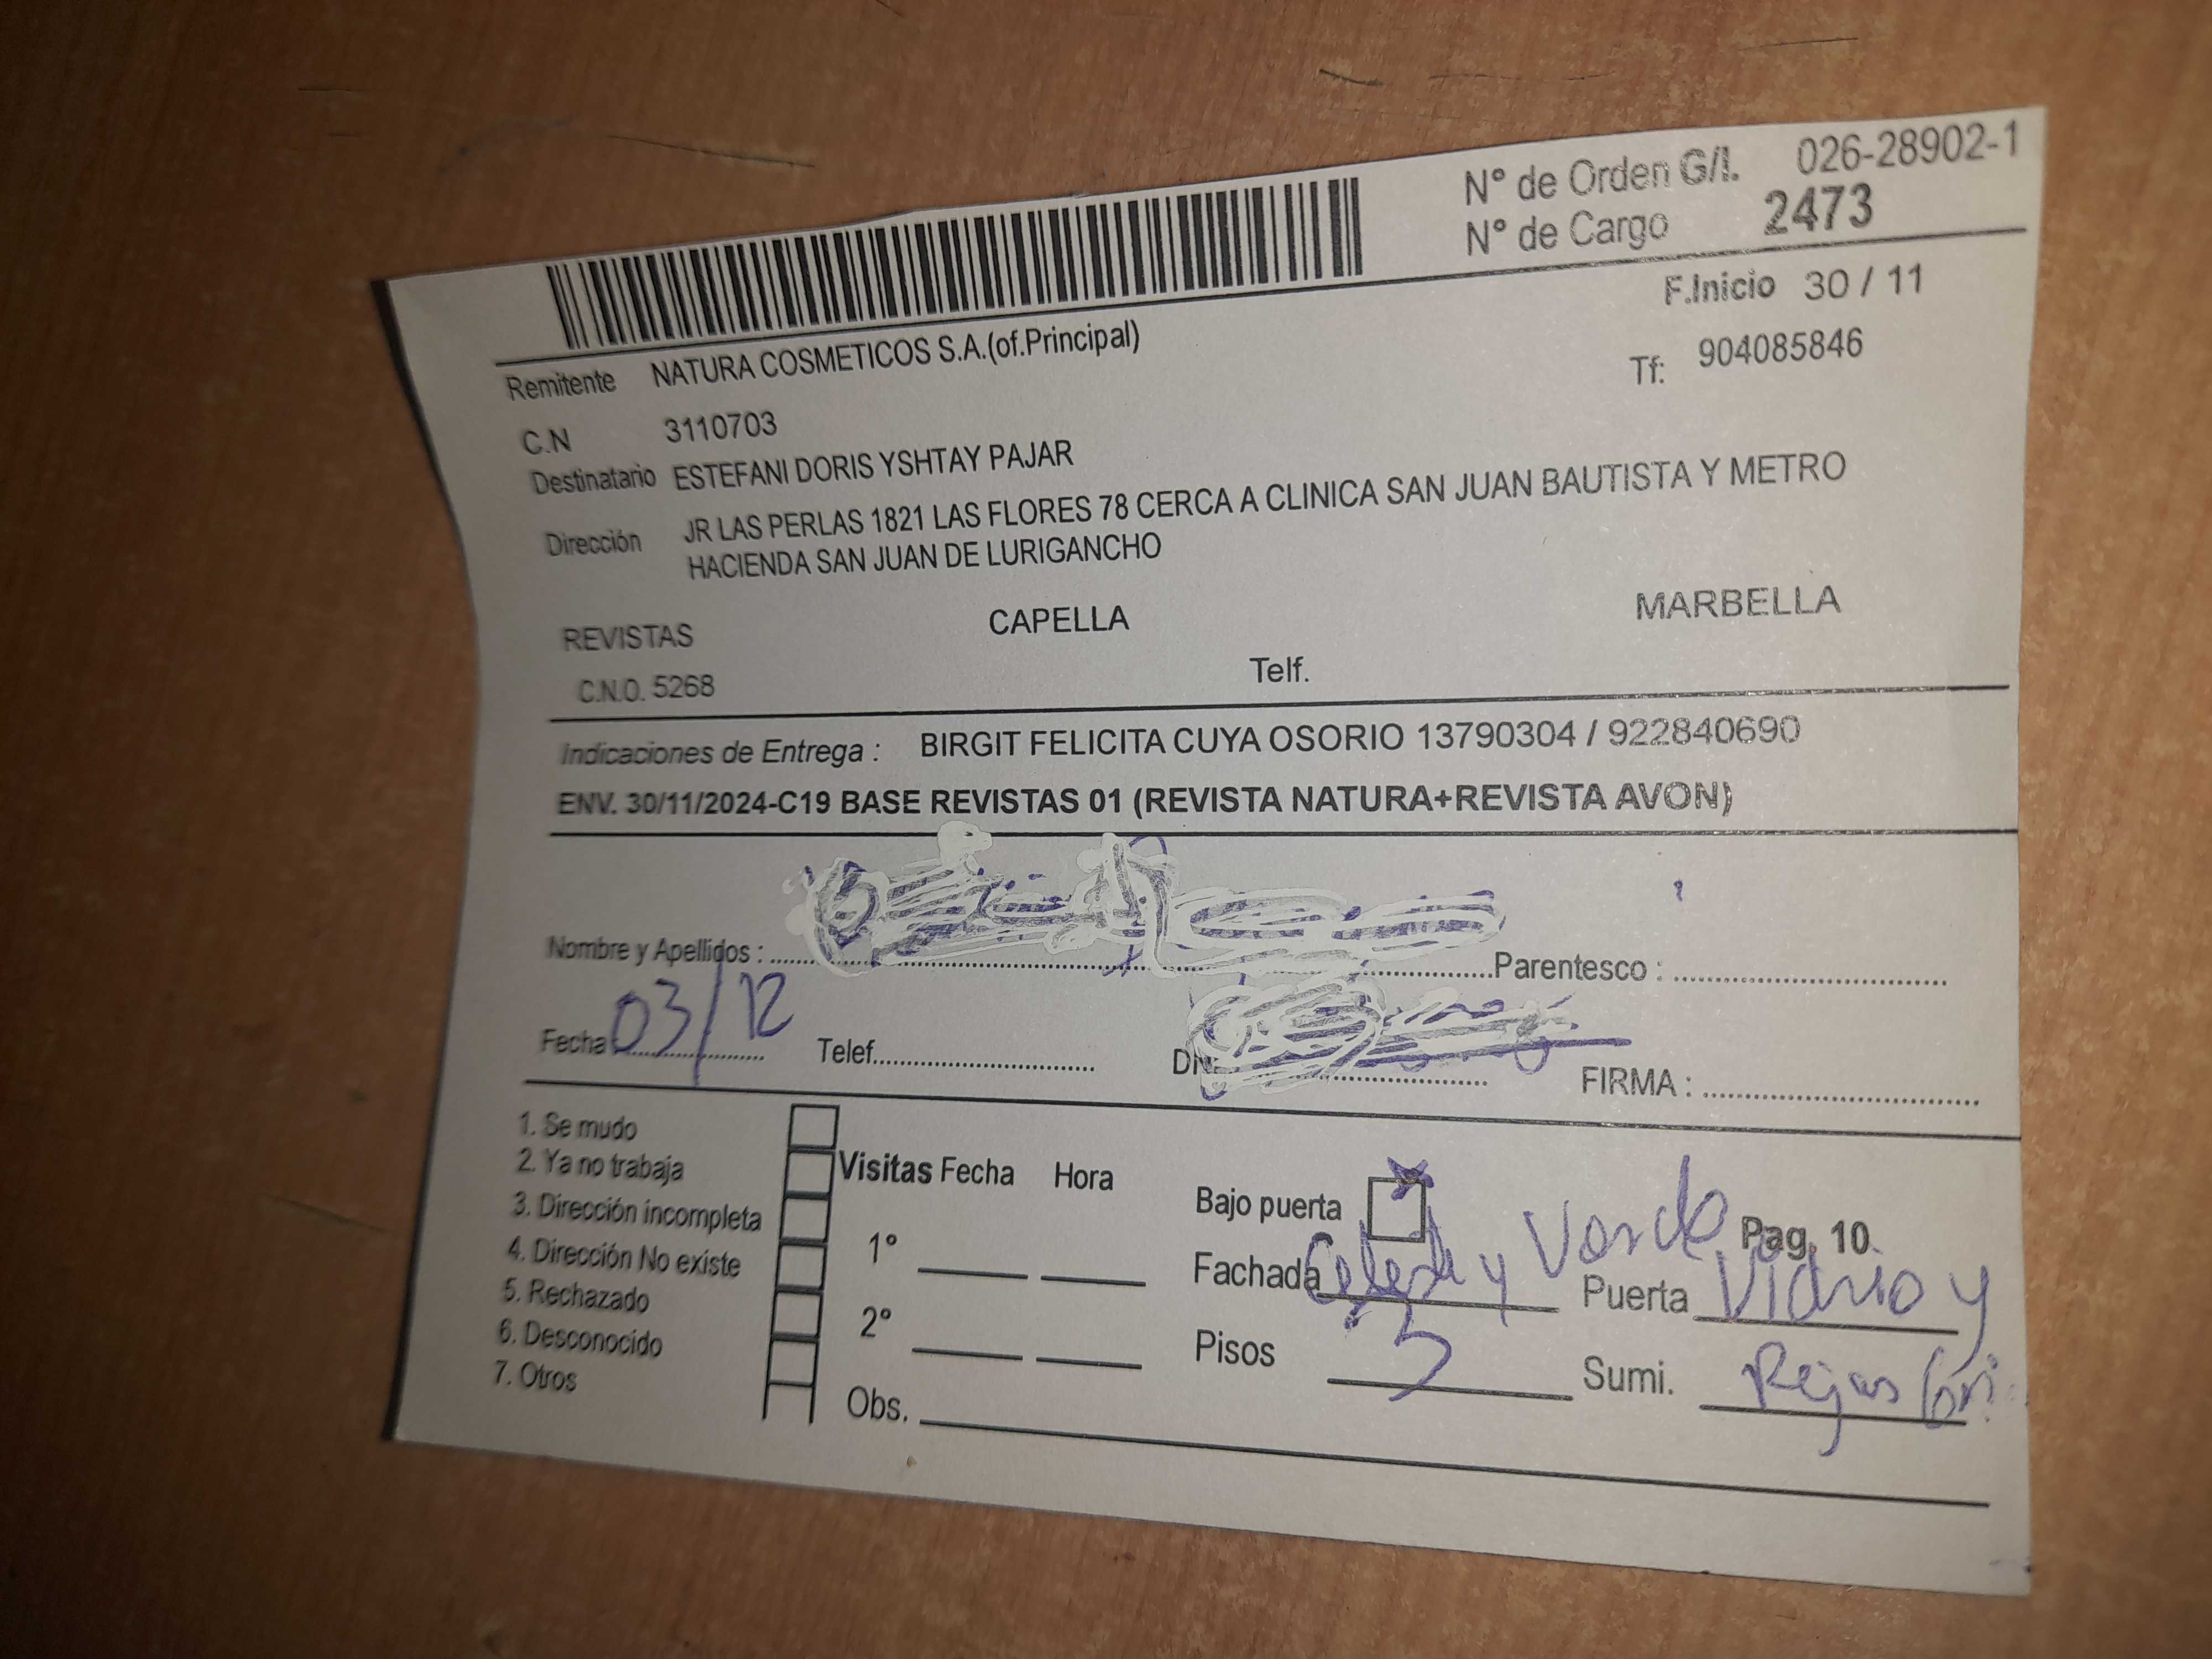 Nº de Orden G/I. 026-28902-1
Nº de Cargo 2473
F.Inicio 30 / 11
Remitente NATURA COSMETICOS S.A.(of.Principal)
Tf: 904085846
C.N 3110703
Destinatario ESTEFANI DORIS YSHTAY PAJAR
Dirección JR LAS PERLAS 1821 LAS FLORES 78 CERCA A CLINICA SAN JUAN BAUTISTA Y METRO
HACIENDA SAN JUAN DE LURIGANCHO
REVISTAS CAPELLA MARBELLA
C.N.O. 5268 Telf.
Indicaciones de Entrega : BIRGIT FELICITA CUYA OSORIO 13790304 / 922840690
ENV. 30/11/2024-C19 BASE REVISTAS 01 (REVISTA NATURA+REVISTA AVON)
Nombre y Apellidos : Parentesco :
Fecha 03/12 Telef. FIRMA :
1. Se mudo
2. Ya no trabaja
3. Dirección incompleta
4. Dirección No existe
5. Rechazado
6. Desconocido
7. Otros
Visitas Fecha Hora
1º
2º
Obs.
Bajo puerta
Pag. 10.
Fachada Celeste y Verde Puerta Vidrio y
Pisos 3 Sumi. Rejas